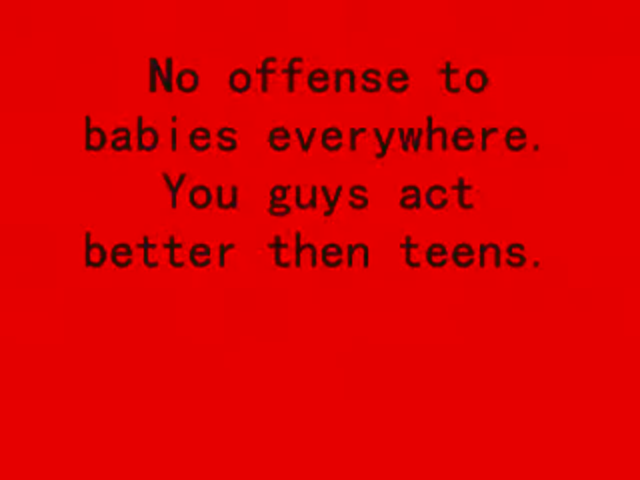 No offense to
babies everywhere.
You guys act
better then teens.